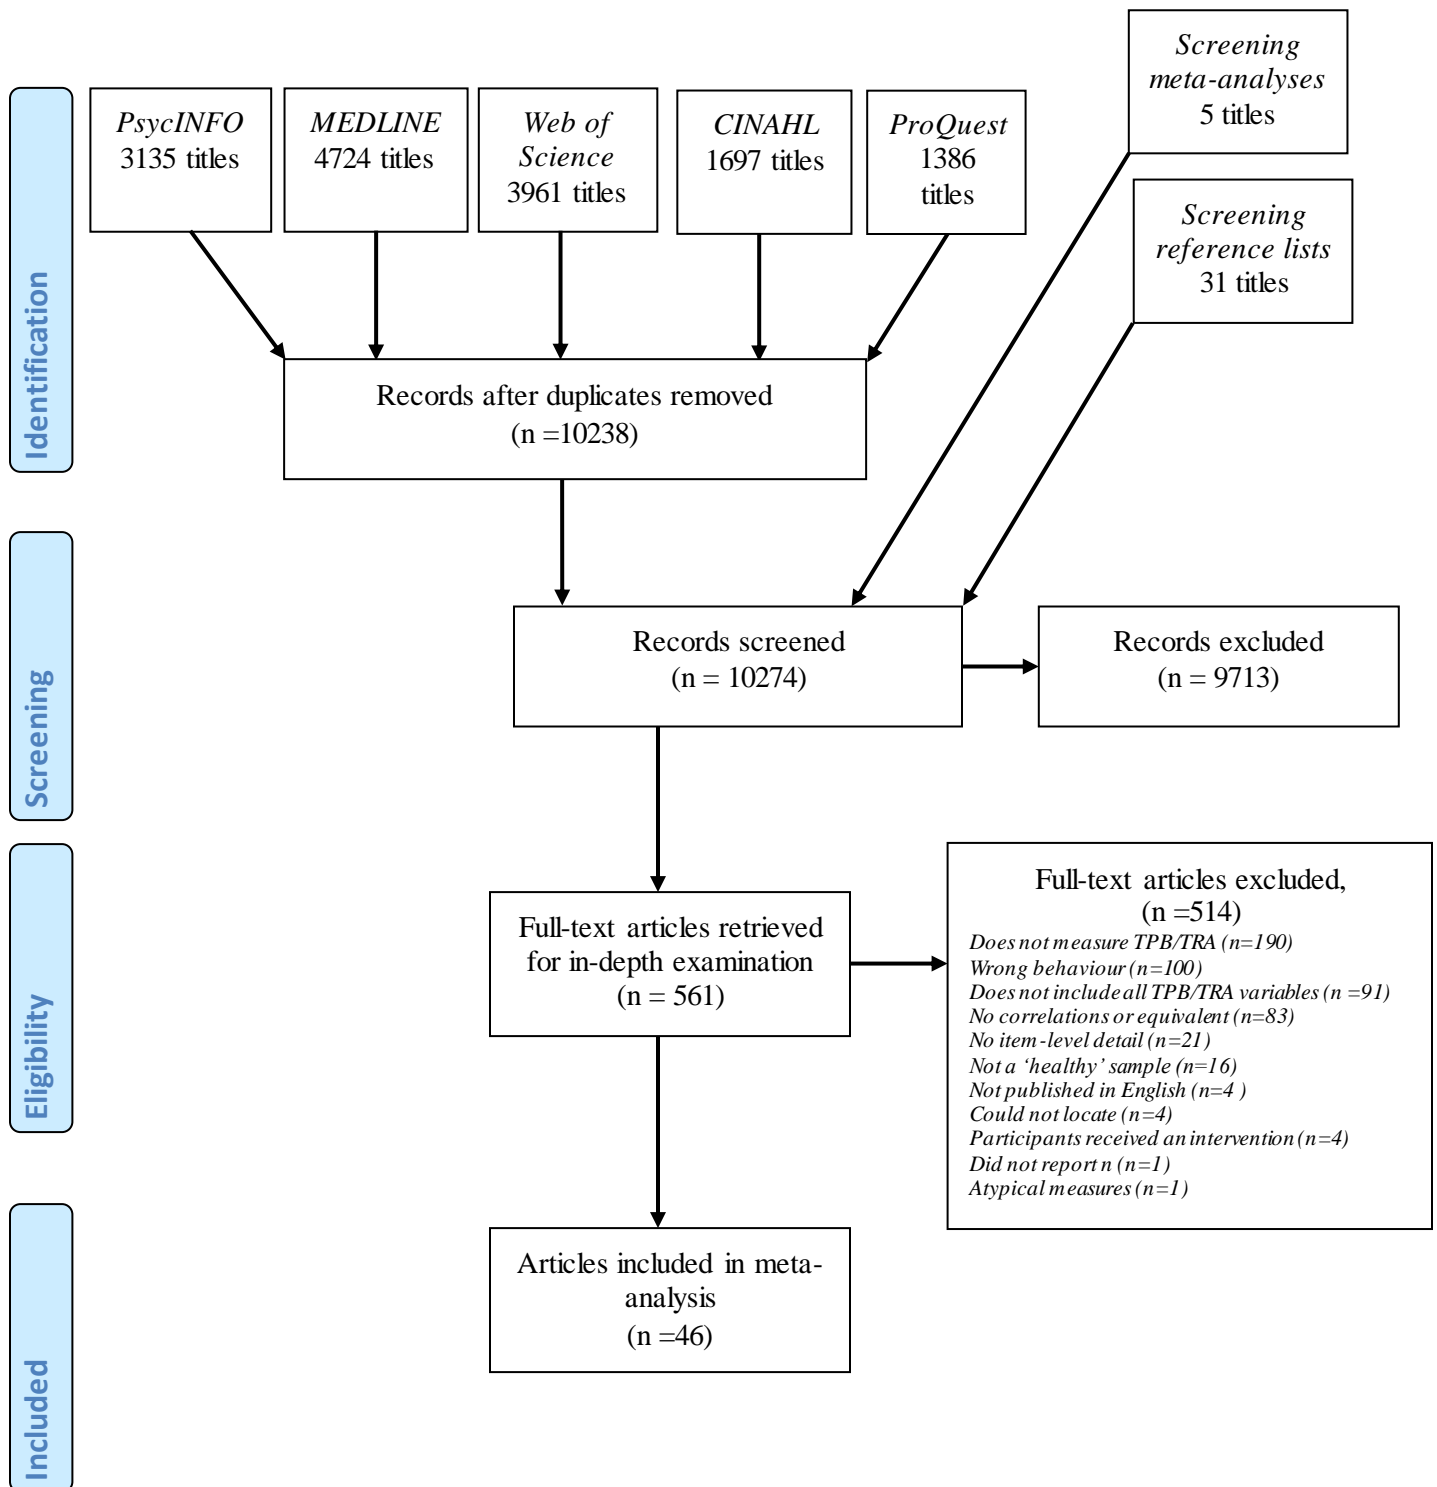 Screening
meta-analyses
5 titles
PsycINFO
3135 titles
MEDLINE
4724 titles
Web of
Science
3961 titles
CINAHL
1697 titles
ProQuest
1386
titles
Screening
reference lists
31 titles
Identification
Records after duplicates removed
(n =10238)
Screening
Records screened
(n = 10274)
Records excluded
(n = 9713)
Eligibility
Full-text articles retrieved
for in-depth examination
(n = 561)
Full-text articles excluded,
(n =514)
Does not measure TPB/TRA (n=190)
Wrong behaviour (n=100)
Does not include all TPB/TRA variables (n =91)
No correlations or equivalent (n=83)
No item-level detail (n=21)
Not a ‘healthy’ sample (n=16)
Not published in English (n=4 )
Could not locate (n=4)
Participants received an intervention (n=4)
Did not report n (n=1)
Atypical measures (n=1)
Included
Articles included in meta-
analysis
(n =46)